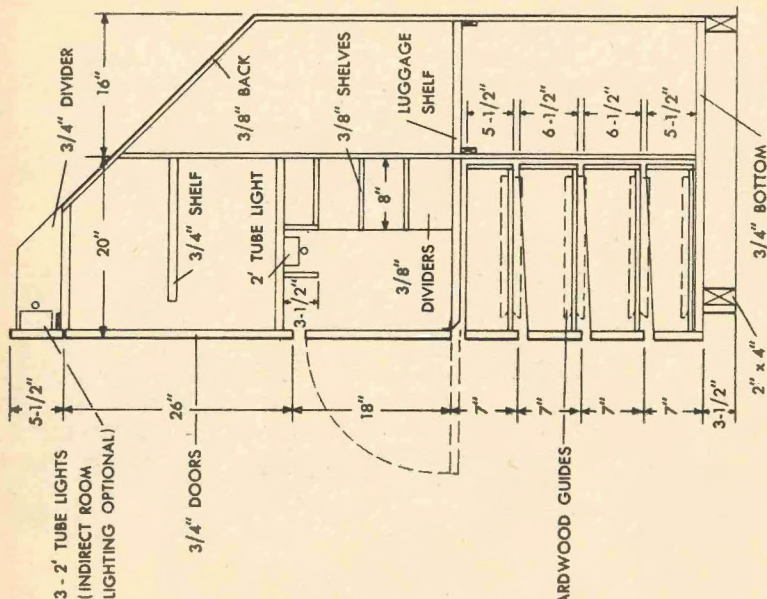 3/4" DIVIDER
20"
16"
3/8" BACK
3/4" SHELF
2' TUBE LIGHT
3/8" SHELVES
LUGGAGE
SHELF
8"
3/8"
DIVIDERS
3-1/2"
5-1/2"
6-1/2"
6-1/2"
5-1/2"
3/4" BOTTOM
2" x 4"
5-1/2"
26"
18"
7"
7"
7"
7"
3-1/2"
3 - 2' TUBE LIGHTS
(INDIRECT ROOM
LIGHTING OPTIONAL)
3/4" DOORS
ARDWOOD GUIDES